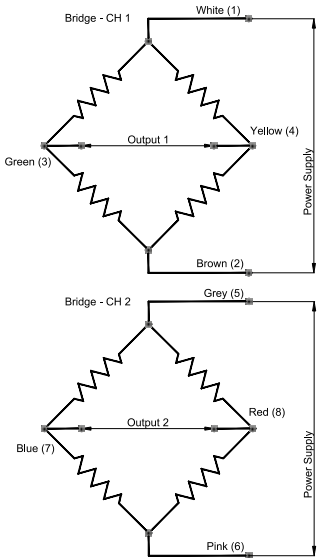 Bridge - CH 1
White (1)
Output 1
Yellow (4)
Green (3)
Power Supply
Brown (2)
Grey (5)
Bridge - CH 2
Output 2
Red (8)
Blue (7)
Power Supply
Pink (6)